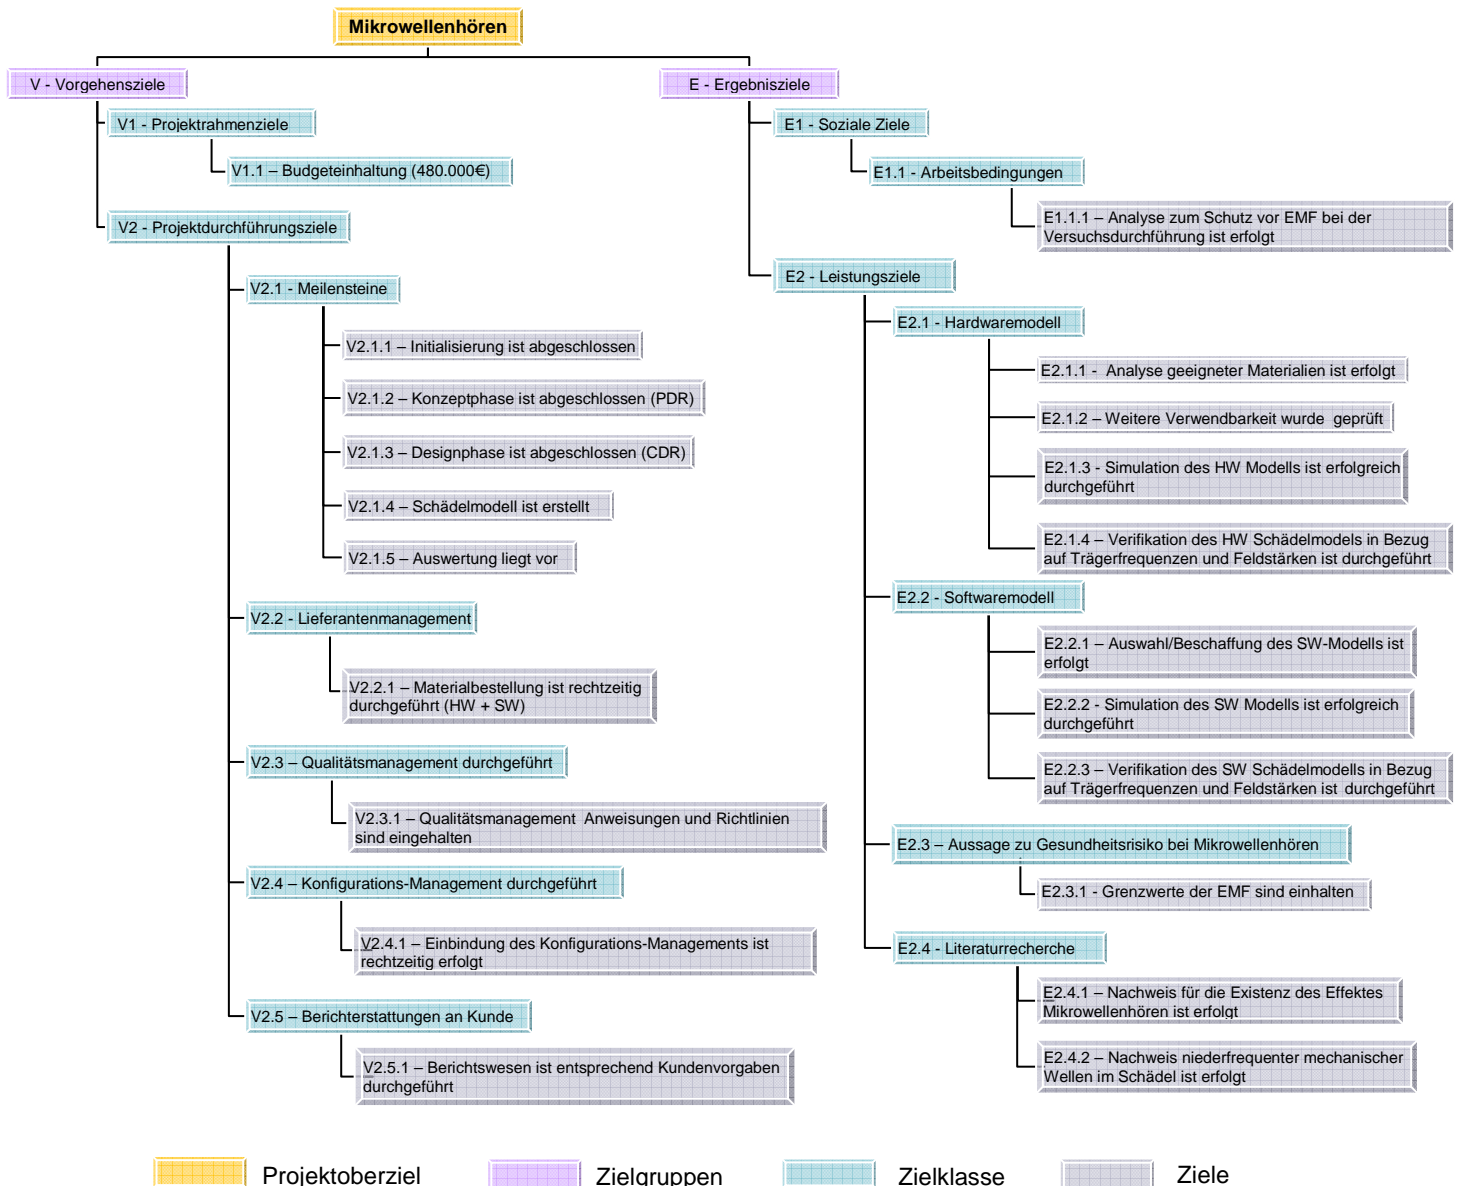 Mikrowellenhören
V - Vorgehensziele
V1 - Projektrahmenziele
V1.1 – Budgeteinhaltung (480.000€)
V2 - Projektdurchführungsziele
V2.1 - Meilensteine
V2.1.1 – Initialisierung ist abgeschlossen
V2.1.2 – Konzeptphase ist abgeschlossen (PDR)
V2.1.3 – Designphase ist abgeschlossen (CDR)
V2.1.4 – Schädelmodell ist erstellt
V2.1.5 – Auswertung liegt vor
V2.2 - Lieferantenmanagement
V2.2.1 – Materialbestellung ist rechtzeitig
durchgeführt (HW + SW)
V2.3 – Qualitätsmanagement durchgeführt
V2.3.1 – Qualitätsmanagement Anweisungen und Richtlinien
sind eingehalten
V2.4 – Konfigurations-Management durchgeführt
V2.4.1 – Einbindung des Konfigurations-Managements ist
rechtzeitig erfolgt
V2.5 – Berichterstattungen an Kunde
V2.5.1 – Berichtswesen ist entsprechend Kundenvorgaben
durchgeführt
E - Ergebnisziele
E1 - Soziale Ziele
E1.1 - Arbeitsbedingungen
E1.1.1 – Analyse zum Schutz vor EMF bei der
Versuchsdurchführung ist erfolgt
E2 - Leistungsziele
E2.1 - Hardwaremodell
E2.1.1 - Analyse geeigneter Materialien ist erfolgt
E2.1.2 – Weitere Verwendbarkeit wurde geprüft
E2.1.3 - Simulation des HW Modells ist erfolgreich
durchgeführt
E2.1.4 – Verifikation des HW Schädelmodels in Bezug
auf Trägerfrequenzen und Feldstärken ist durchgeführt
E2.2 - Softwaremodell
E2.2.1 – Auswahl/Beschaffung des SW-Modells ist
erfolgt
E2.2.2 - Simulation des SW Modells ist erfolgreich
durchgeführt
E2.2.3 – Verifikation des SW Schädelmodells in Bezug
auf Trägerfrequenzen und Feldstärken ist durchgeführt
E2.3 – Aussage zu Gesundheitsrisiko bei Mikrowellenhören
E2.3.1 - Grenzwerte der EMF sind einhalten
E2.4 - Literaturrecherche
E2.4.1 – Nachweis für die Existenz des Effektes
Mikrowellenhören ist erfolgt
E2.4.2 – Nachweis niederfrequenter mechanischer
Wellen im Schädel ist erfolgt
Projektoberziel
Zielgruppen
Zielklasse
Ziele